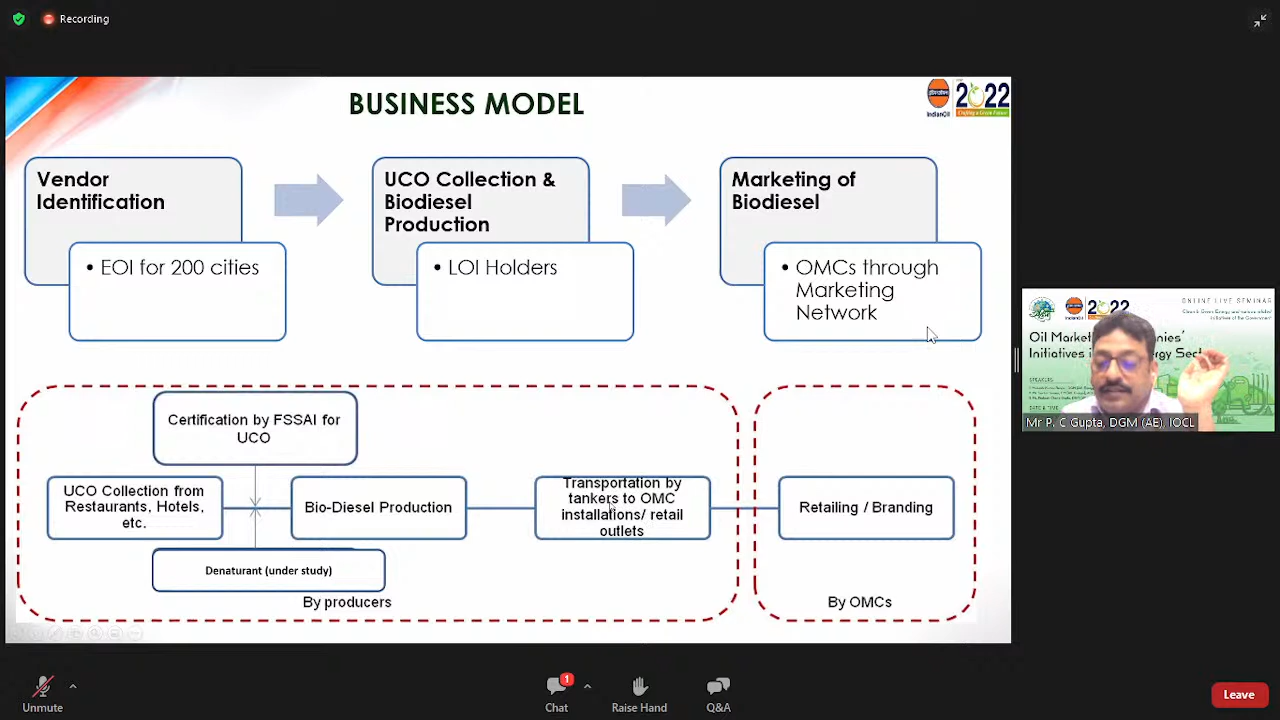 Recording
BUSINESS MODEL
IndianOil
2022
Vendor
Identification
• EOI for 200 cities
UCO Collection &
Biodiesel
Production
• LOI Holders
Marketing of
Biodiesel
• OMCs through
Marketing
Network
Certification by FSSAI for
UCO
UCO Collection from
Restaurants, Hotels,
etc.
Bio-Diesel Production
Transportation by
tankers to OMC
installations/ retail
outlets
Retailing / Branding
Denaturant (under study)
By producers
By OMCs
2022
ONLINE LIVE SEMINAR
Mr P. C Gupta, DGM (AE), IOCL
Unmute
1
Chat
Raise Hand
Q&A
Leave